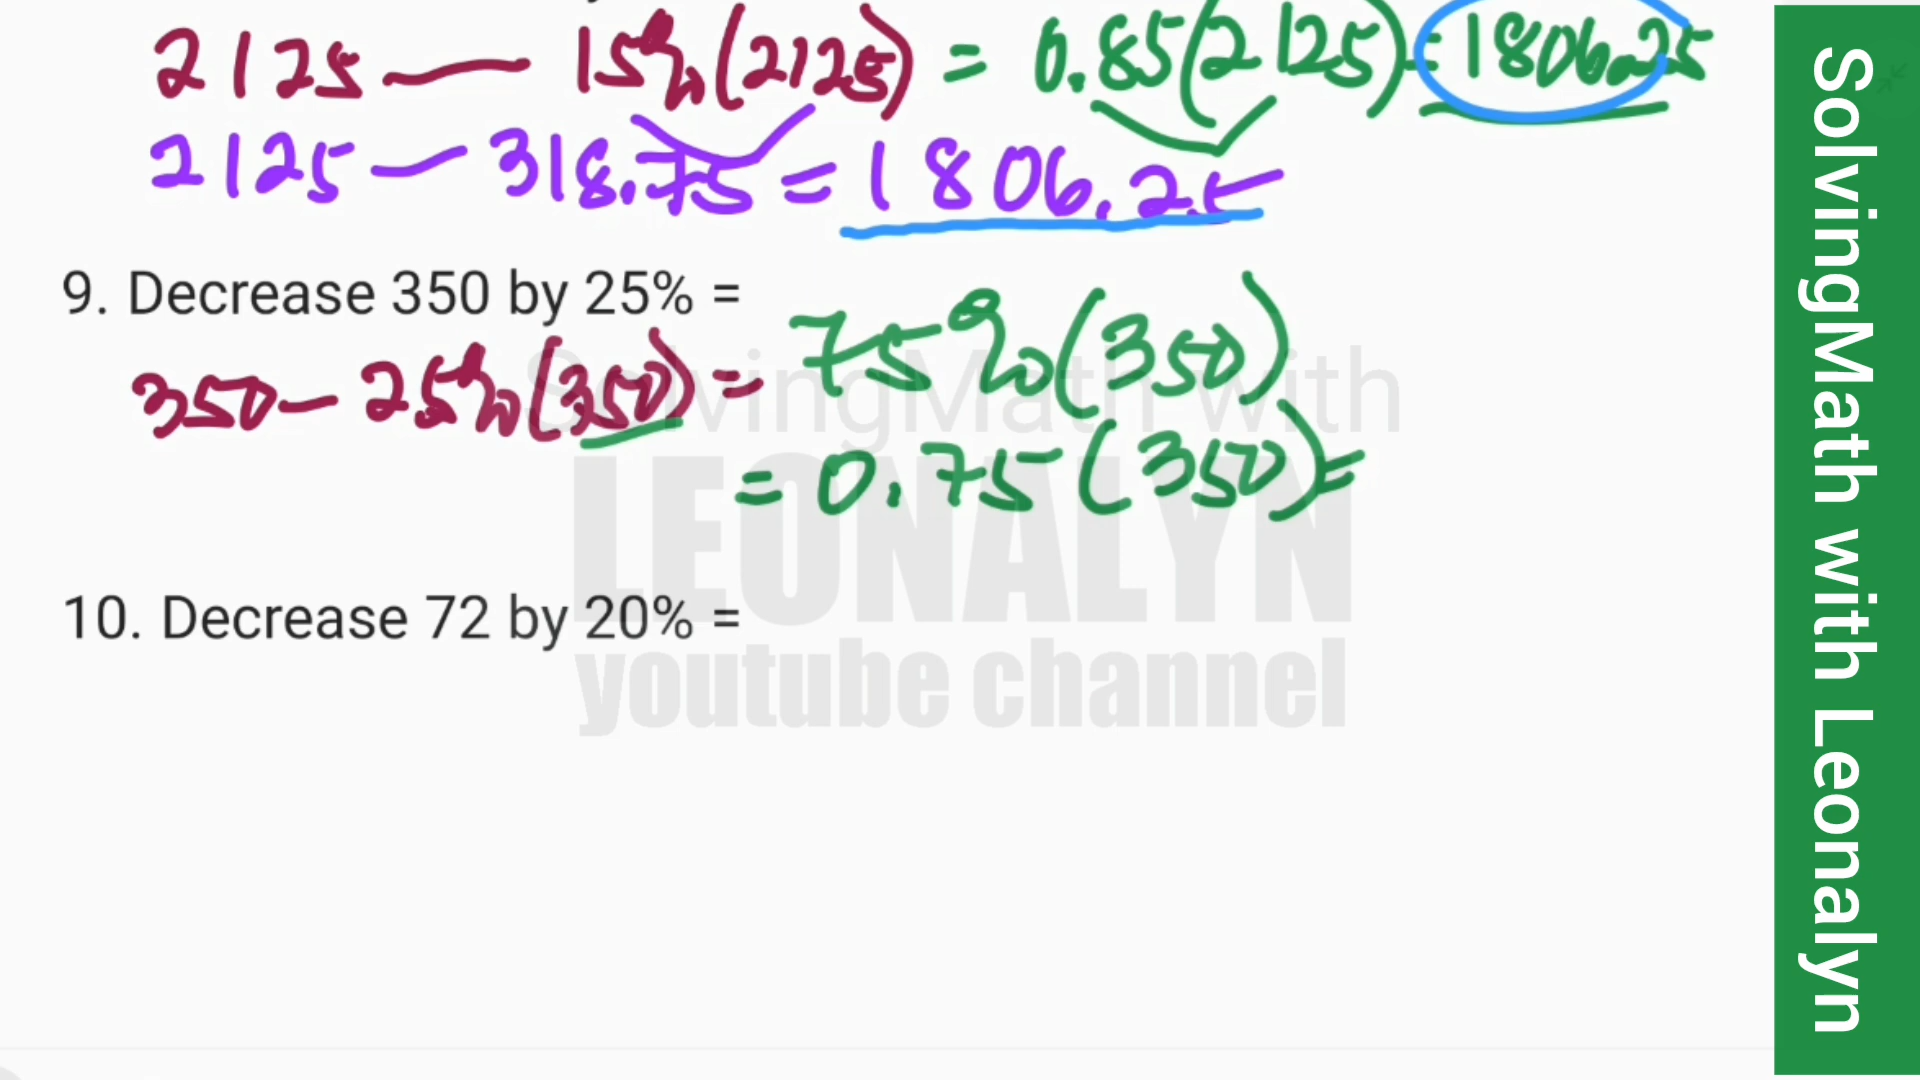 2125 — 15%(2125) = 0.85(2125) = 1806.25
2125 — 318.75 = 1806.25
9. Decrease 350 by 25% =
75%(350)
350 — 25%(350) =
= 0.75(350) =
10. Decrease 72 by 20% =
SolvingMath with
LEONALYN
youtube channel
SolvingMath with Leonalyn